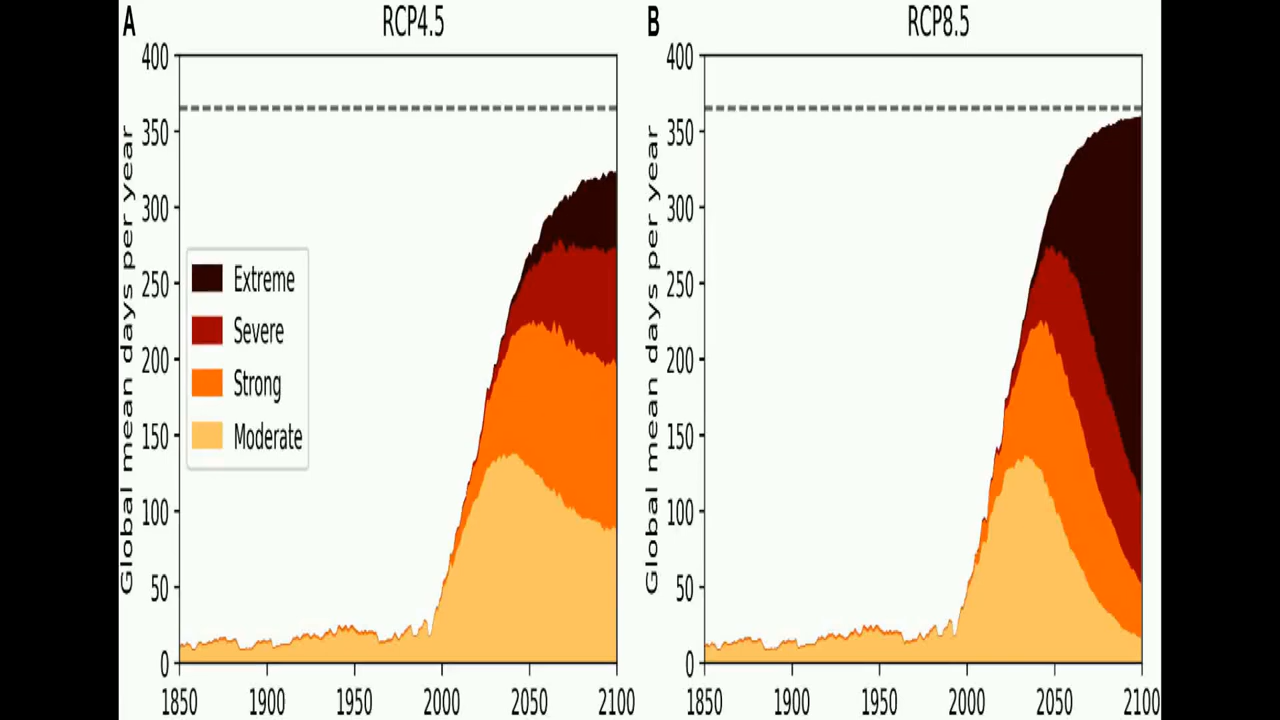 A
RCP4.5
400
350
300
250
200
150
100
50
0
Global mean days per year
Extreme
Severe
Strong
Moderate
1850 1900 1950 2000 2050 2100
B
RCP8.5
400
350
300
250
200
150
100
50
0
Global mean days per year
1850 1900 1950 2000 2050 2100